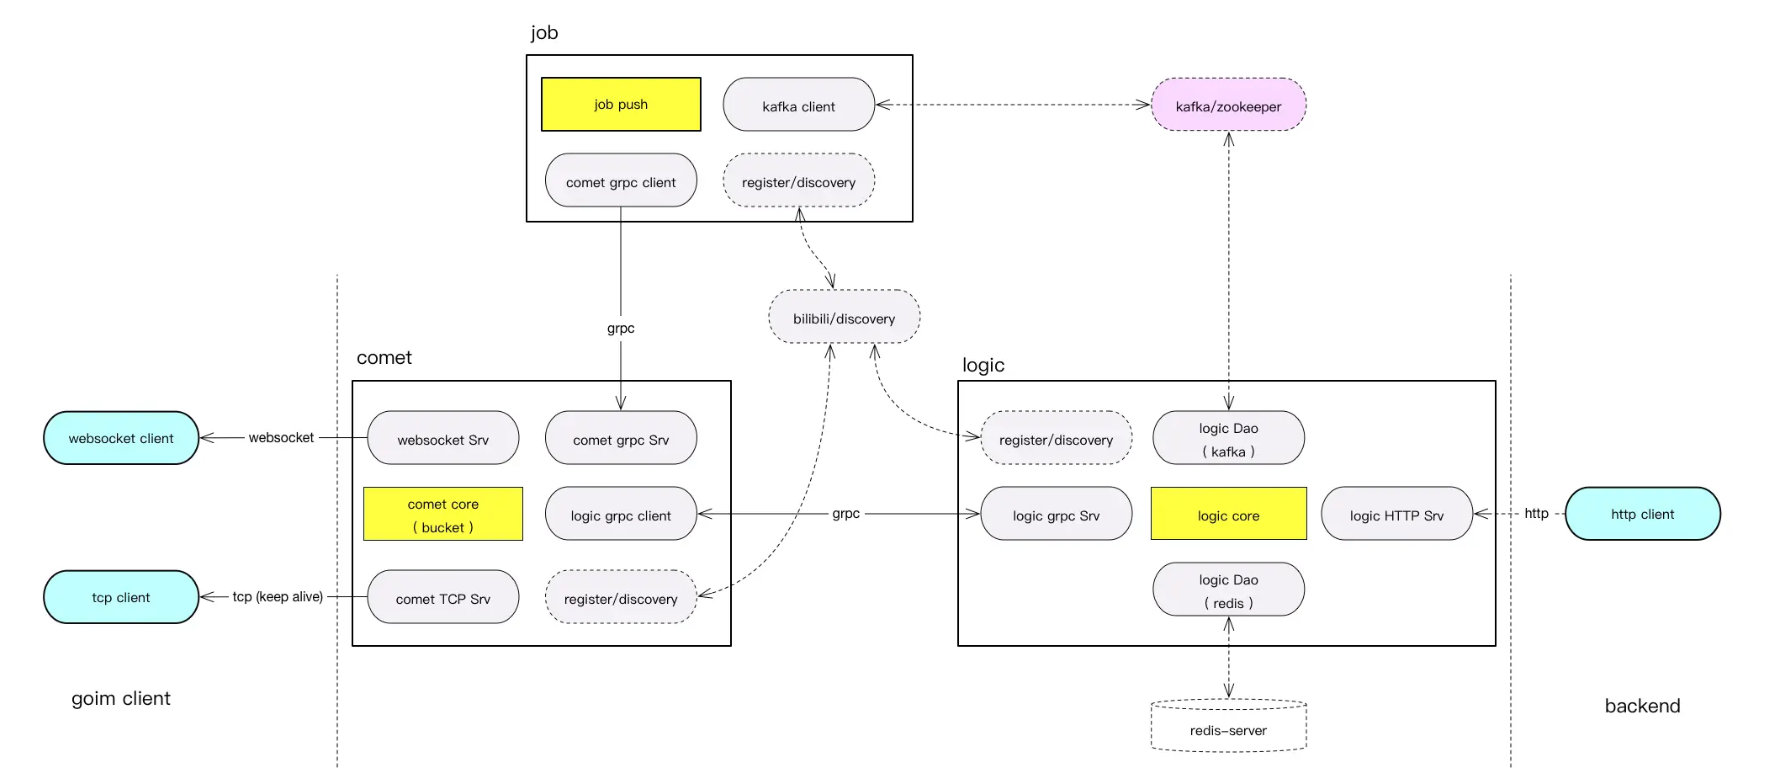 job
job push
kafka client
kafka/zookeeper
comet grpc client
register/discovery
bilibili/discovery
grpc
comet
logic
websocket client
websocket
websocket Srv
comet grpc Srv
register/discovery
logic Dao
( kafka )
comet core
( bucket )
logic grpc client
grpc
logic grpc Srv
logic core
logic HTTP Srv
http
http client
tcp client
tcp (keep alive)
comet TCP Srv
register/discovery
logic Dao
( redis )
goim client
backend
redis-server